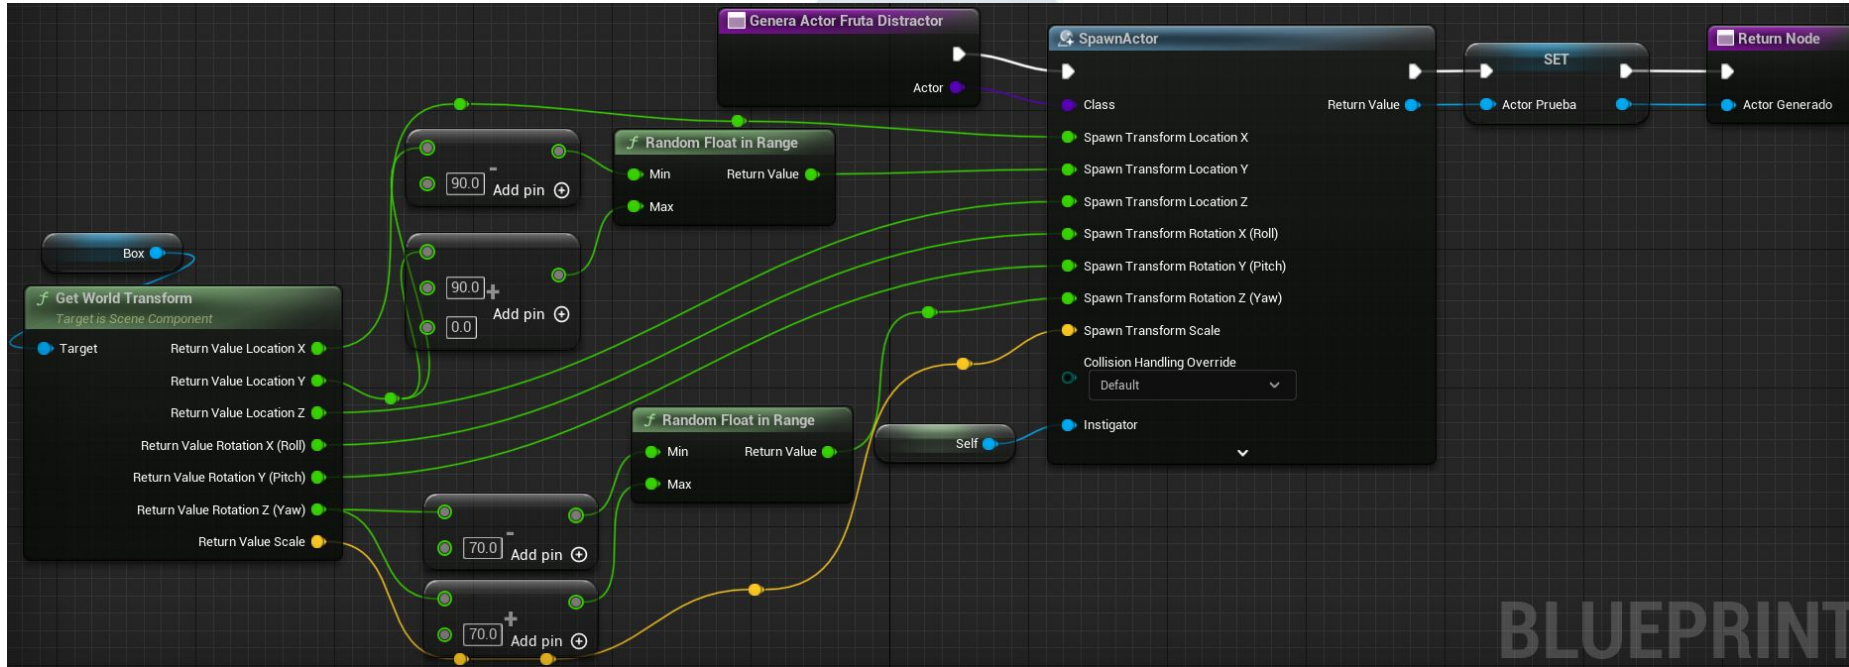 Genera Actor Fruta Distractor
Actor
SpawnActor
Class
Return Value
Spawn Transform Location X
Spawn Transform Location Y
Spawn Transform Location Z
Spawn Transform Rotation X (Roll)
Spawn Transform Rotation Y (Pitch)
Spawn Transform Rotation Z (Yaw)
Spawn Transform Scale
Collision Handling Override
Default
Instigator
SET
Actor Prueba
Return Node
Actor Generado
-
90.0
Add pin
f Random Float in Range
Min
Return Value
Max
+
90.0
0.0
Add pin
Box
f Get World Transform
Target is Scene Component
Target
Return Value Location X
Return Value Location Y
Return Value Location Z
Return Value Rotation X (Roll)
Return Value Rotation Y (Pitch)
Return Value Rotation Z (Yaw)
Return Value Scale
f Random Float in Range
Min
Return Value
Max
Self
-
70.0
Add pin
+
70.0
Add pin
BLUEPRINT